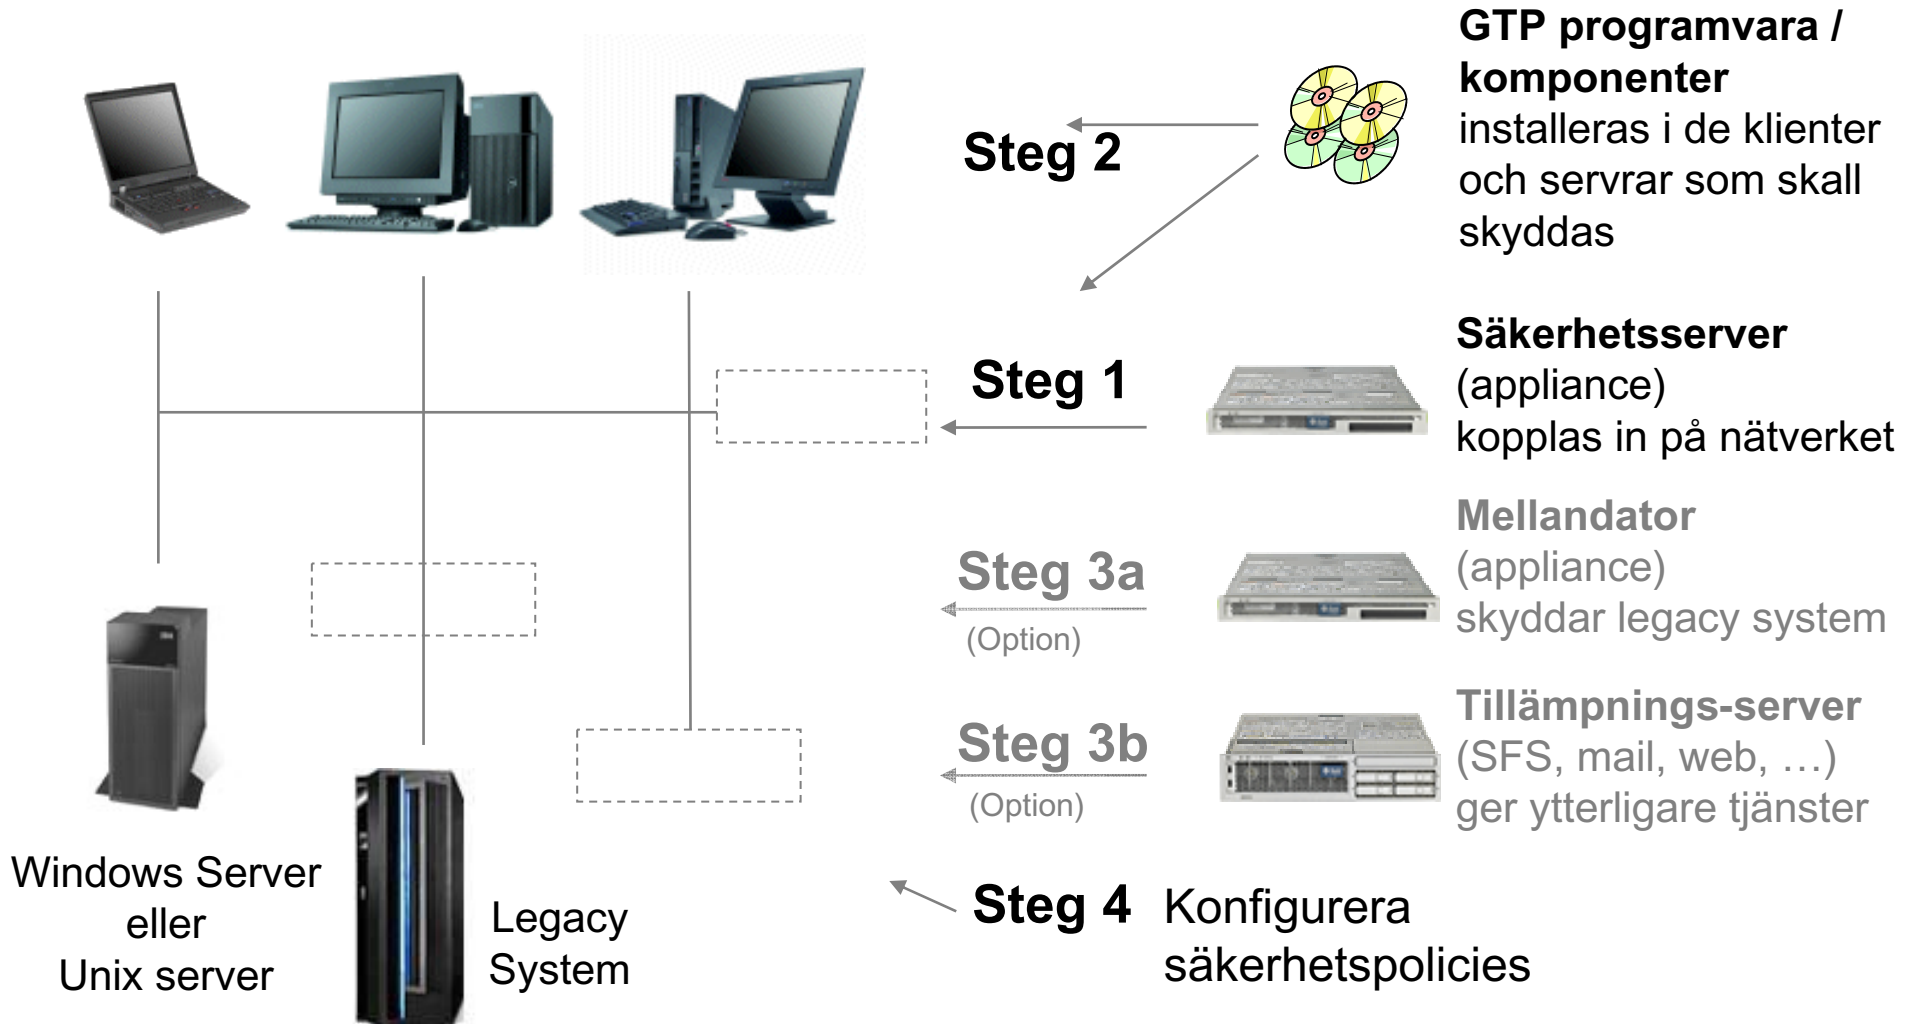 GTP programvara /
komponenter
installeras i de klienter
och servrar som skall
skyddas
Steg 2
Säkerhetsserver
(appliance)
kopplas in på nätverket
Steg 1
Mellandator
(appliance)
skyddar legacy system
Steg 3a
(Option)
Tillämpnings-server
(SFS, mail, web, …)
ger ytterligare tjänster
Steg 3b
(Option)
Windows Server
eller
Unix server
Legacy
System
Steg 4 Konfigurera
säkerhetspolicies